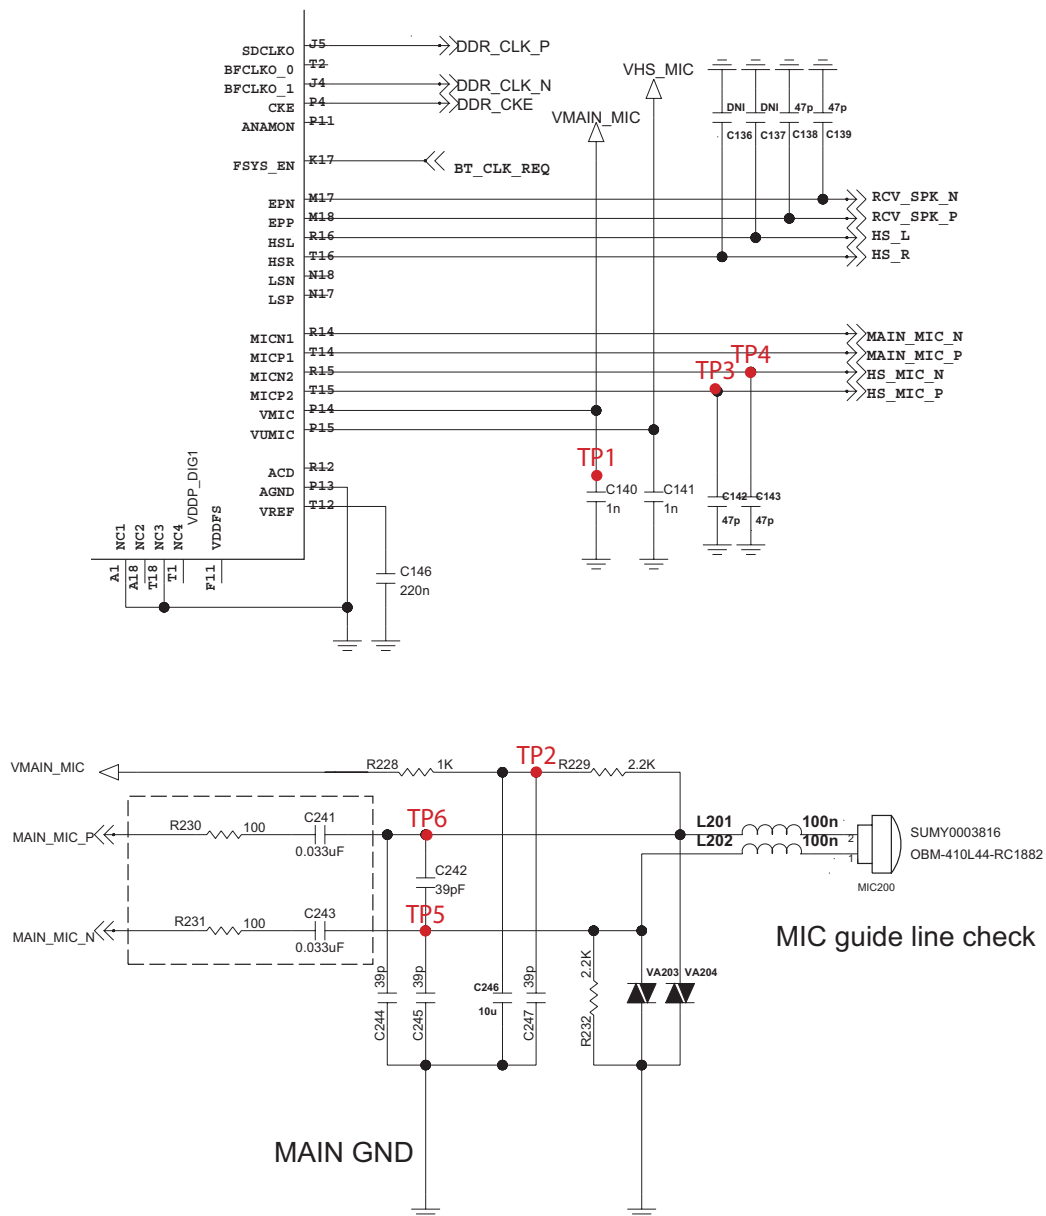 SDCLKO J5 DDR_CLK_P
BFCLKO_0 T2
BFCLKO_1 J4 DDR_CLK_N
CKE P4 DDR_CKE
ANAMON P11
FSYS_EN K17 BT_CLK_REQ
VHS_MIC
VMAIN_MIC
DNI DNI 47p 47p
C136 C137 C138 C139
EPN M17 RCV_SPK_N
EPP M18 RCV_SPK_P
HSL R16 HS_L
HSR T16 HS_R
LSN N18
LSP N17
MICN1 R14 MAIN_MIC_N
MICP1 T14 MAIN_MIC_P
MICN2 R15 TP4 HS_MIC_N
MICP2 T15 TP3 HS_MIC_P
VMIC P14
VUMIC P15
TP1
ACD R12
AGND P13
VREF T12
C140 C141 C142 C143
1n 1n 47p 47p
VDDP_DIG1
NC1 NC2 NC3 NC4 VDDFS
A1 A18 T18 T1 F11
C146
220n
VMAIN_MIC R228 1K TP2 R229 2.2K
MAIN_MIC_P R230 100 C241 TP6 L201 100n
0.033uF L202 100n
2 SUMY0003816
1 OBM-410L44-RC1882
MIC200
C242
39pF
MAIN_MIC_N R231 100 C243 TP5
0.033uF
MIC guide line check
39p 39p C246 39p 2.2K VA203 VA204
C244 C245 10u C247 R232
MAIN GND